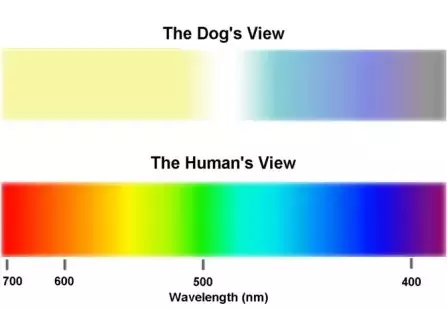 The Dog's View
The Human's View
700 600 500 400
Wavelength (nm)